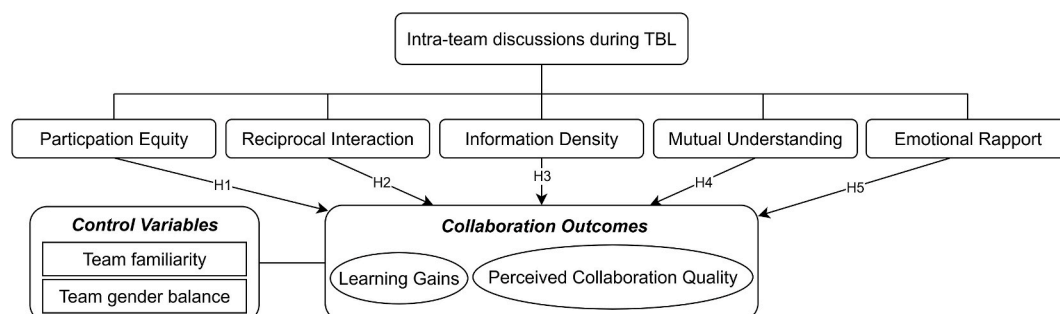 Intra-team discussions during TBL
Particpation Equity
Reciprocal Interaction
Information Density
Mutual Understanding
Emotional Rapport
H1
H2
H3
H4
H5
Control Variables
Team familiarity
Team gender balance
Collaboration Outcomes
Learning Gains
Perceived Collaboration Quality